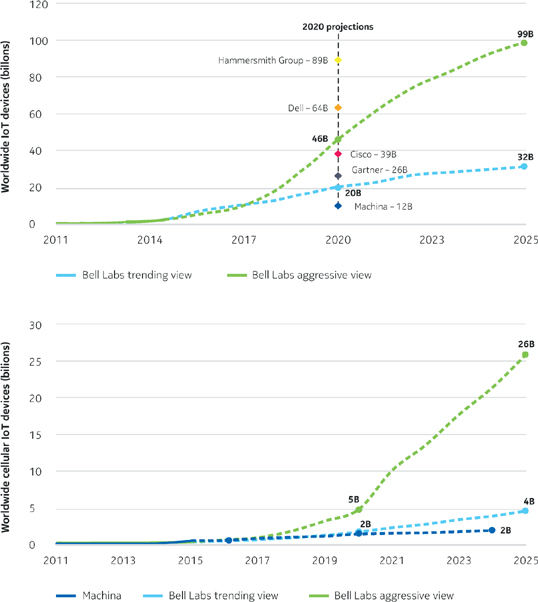 Worldwide IoT devices (billons)
120
100
80
60
40
20
0
2020 projections
Hammersmith Group – 89B
Dell – 64B
46B
Cisco – 39B
Gartner – 26B
20B
Machina – 12B
99B
32B
2011 2014 2017 2020 2023 2025
Bell Labs trending view Bell Labs aggressive view
Worldwide cellular IoT devices (bilions)
30
25
20
15
10
5
0
26B
5B
4B
2B
2B
2011 2013 2015 2017 2019 2021 2023 2025
Machina Bell Labs trending view Bell Labs aggressive view